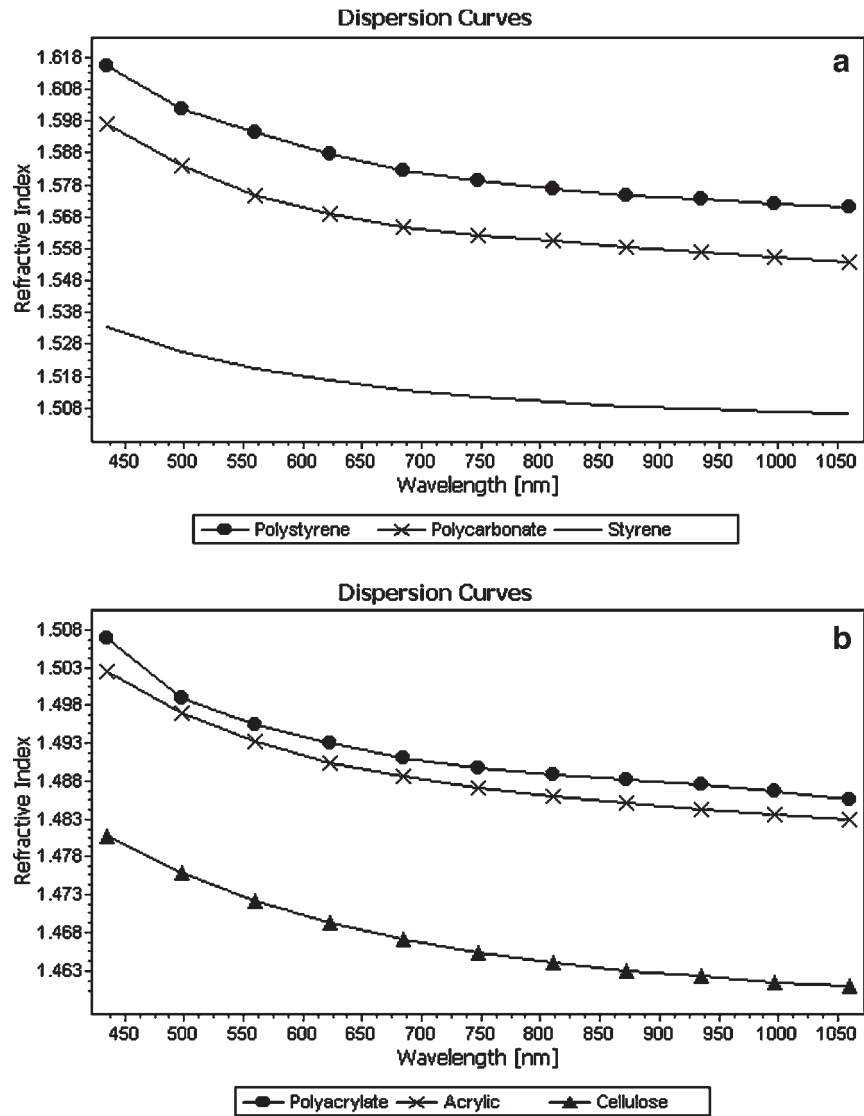 Dispersion Curves
a
1.618
1.608
1.598
1.588
1.578
1.568
1.558
1.548
1.538
1.528
1.518
1.508
Refractive Index
450 500 550 600 650 700 750 800 850 900 950 1000 1050
Wavelength [nm]
Polystyrene Polycarbonate Styrene
Dispersion Curves
b
1.508
1.503
1.498
1.493
1.488
1.483
1.478
1.473
1.468
1.463
Refractive Index
450 500 550 600 650 700 750 800 850 900 950 1000 1050
Wavelength [nm]
Polyacrylate Acrylic Cellulose